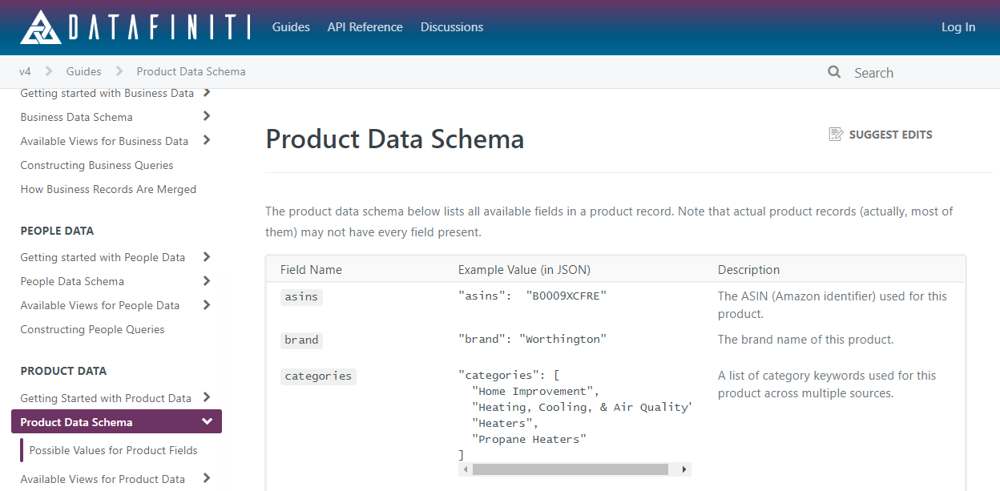 DATAFINITI Guides API Reference Discussions Log In
v4 Guides Product Data Schema Search
Getting started with Business Data
Business Data Schema
Available Views for Business Data
Constructing Business Queries
How Business Records Are Merged
PEOPLE DATA
Getting started with People Data
People Data Schema
Available Views for People Data
Constructing People Queries
PRODUCT DATA
Getting Started with Product Data
Product Data Schema
Possible Values for Product Fields
Available Views for Product Data
Product Data Schema
SUGGEST EDITS
The product data schema below lists all available fields in a product record. Note that actual product records (actually, most of
them) may not have every field present.
Field Name Example Value (in JSON) Description
asins "asins":  "B0009XCFRE" The ASIN (Amazon identifier) used for this
product.
brand "brand": "Worthington" The brand name of this product.
categories "categories": [ A list of category keywords used for this
"Home Improvement", product across multiple sources.
"Heating, Cooling, & Air Quality'
"Heaters",
"Propane Heaters"
]